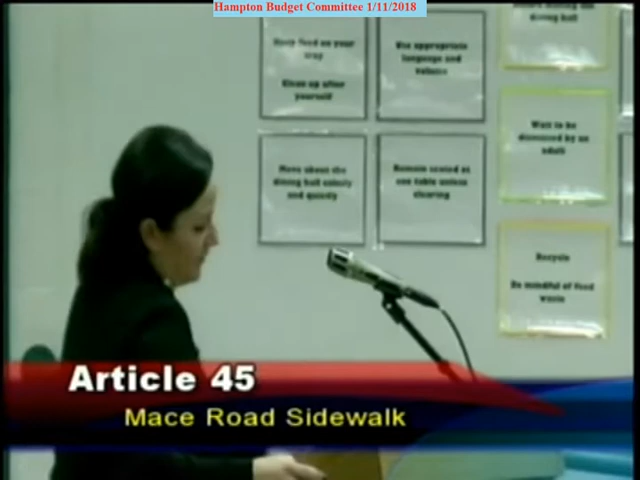 Hampton Budget Committee 1/11/2018
dining hall
Keep food on your
tray
Clean up after
yourself
Use appropriate
language and
volume
Wait to be
dismissed by an
adult
Move about the
dining hall safely
and quietly
Remain seated at
one table unless
clearing
Recycle
Be mindful of food
waste
Article 45
Mace Road Sidewalk